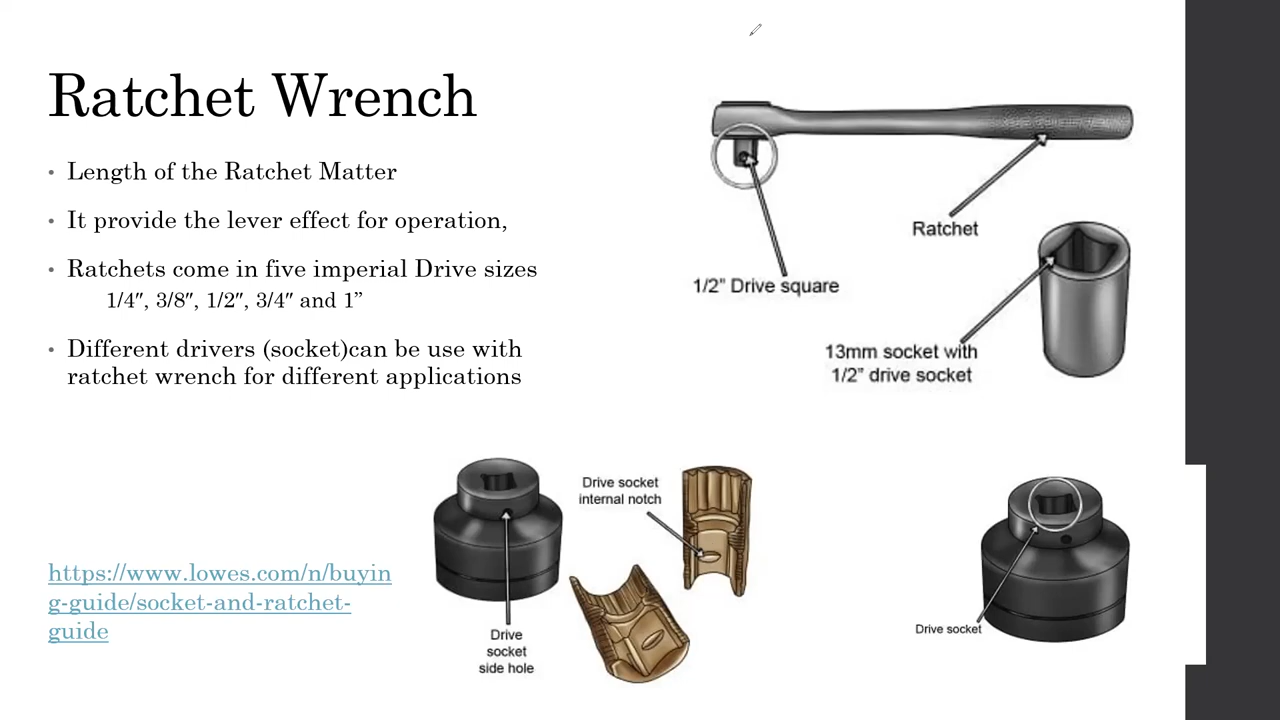 Ratchet Wrench
• Length of the Ratchet Matter
• It provide the lever effect for operation,
• Ratchets come in five imperial Drive sizes
1/4″, 3/8″, 1/2″, 3/4″ and 1”
• Different drivers (socket)can be use with
ratchet wrench for different applications
https://www.lowes.com/n/buyin
g-guide/socket-and-ratchet-
guide
Ratchet
1/2” Drive square
13mm socket with
1/2” drive socket
Drive socket
internal notch
Drive
socket
side hole
Drive socket